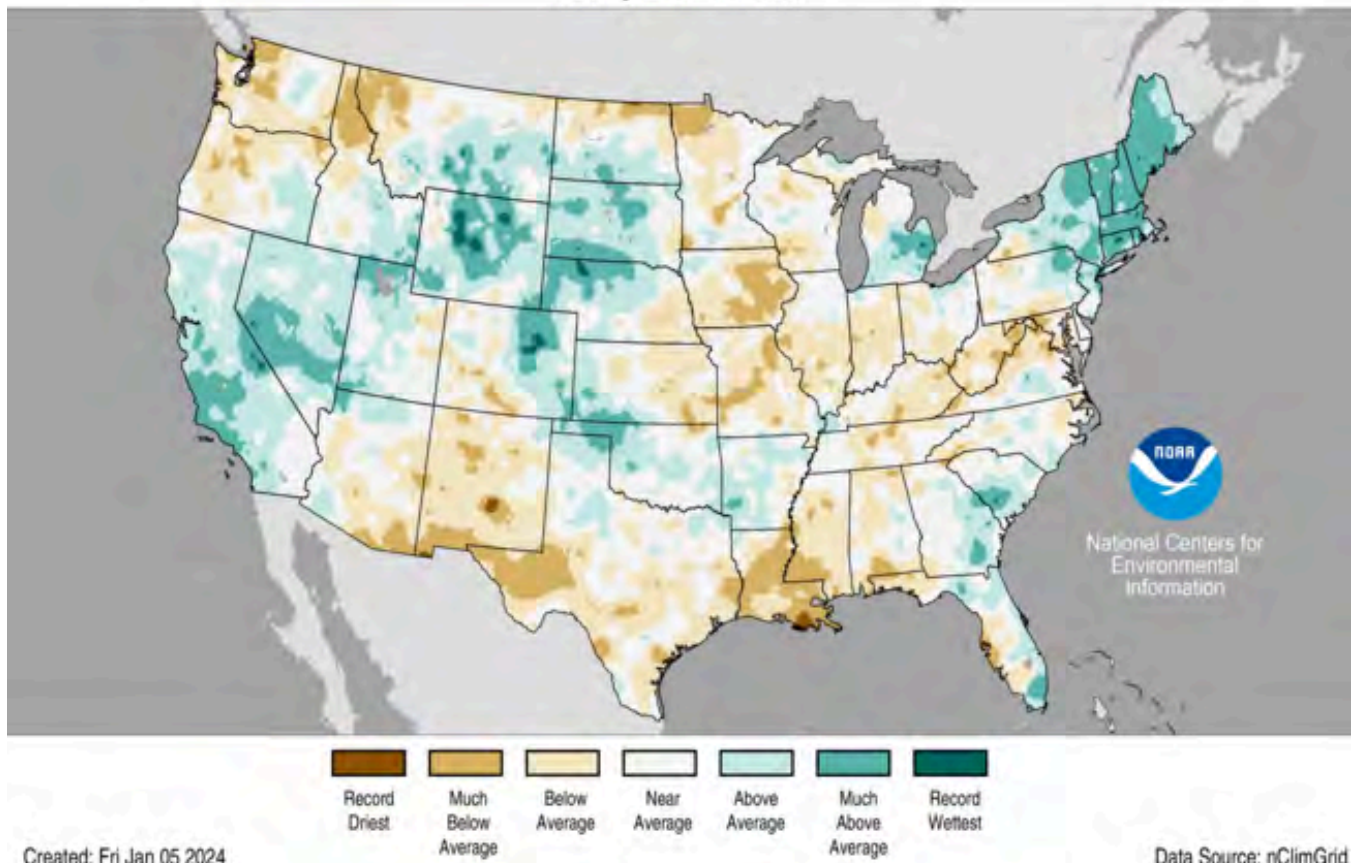 NOAA
National Centers for
Environmental
Information
Record
Driest
Much
Below
Average
Below
Average
Near
Average
Above
Average
Much
Above
Average
Record
Wettest
Created: Fri Jan 05 2024
Data Source: nClimGrid